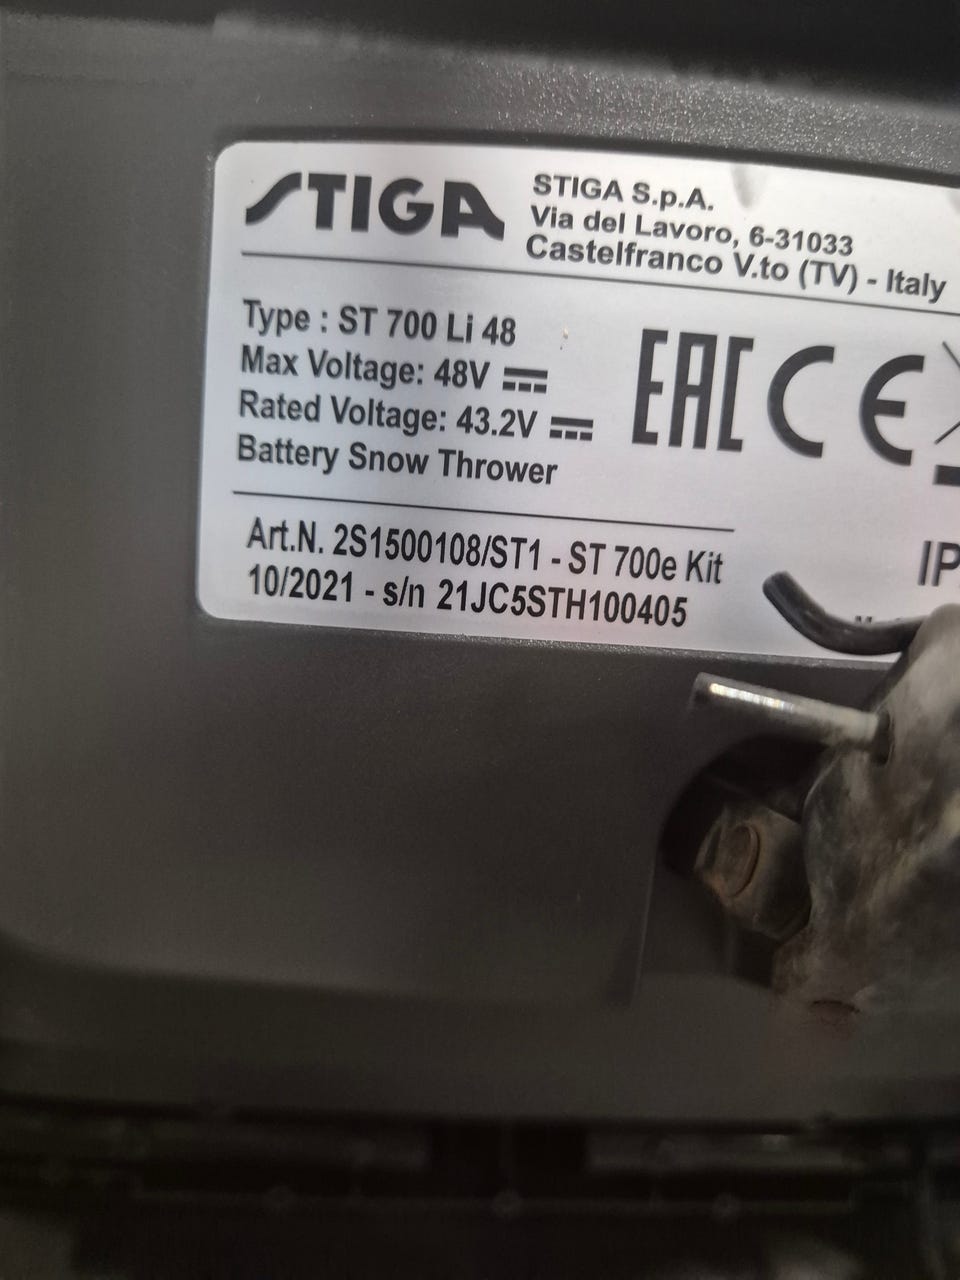 STIGA
STIGA S.p.A.
Via del Lavoro, 6-31033
Castelfranco V.to (TV) - Italy
Type : ST 700 Li 48
Max Voltage: 48V
Rated Voltage: 43.2V
Battery Snow Thrower
EAC CE
Art.N. 2S1500108/ST1 - ST 700e Kit
10/2021 - s/n 21JC5STH100405
IP